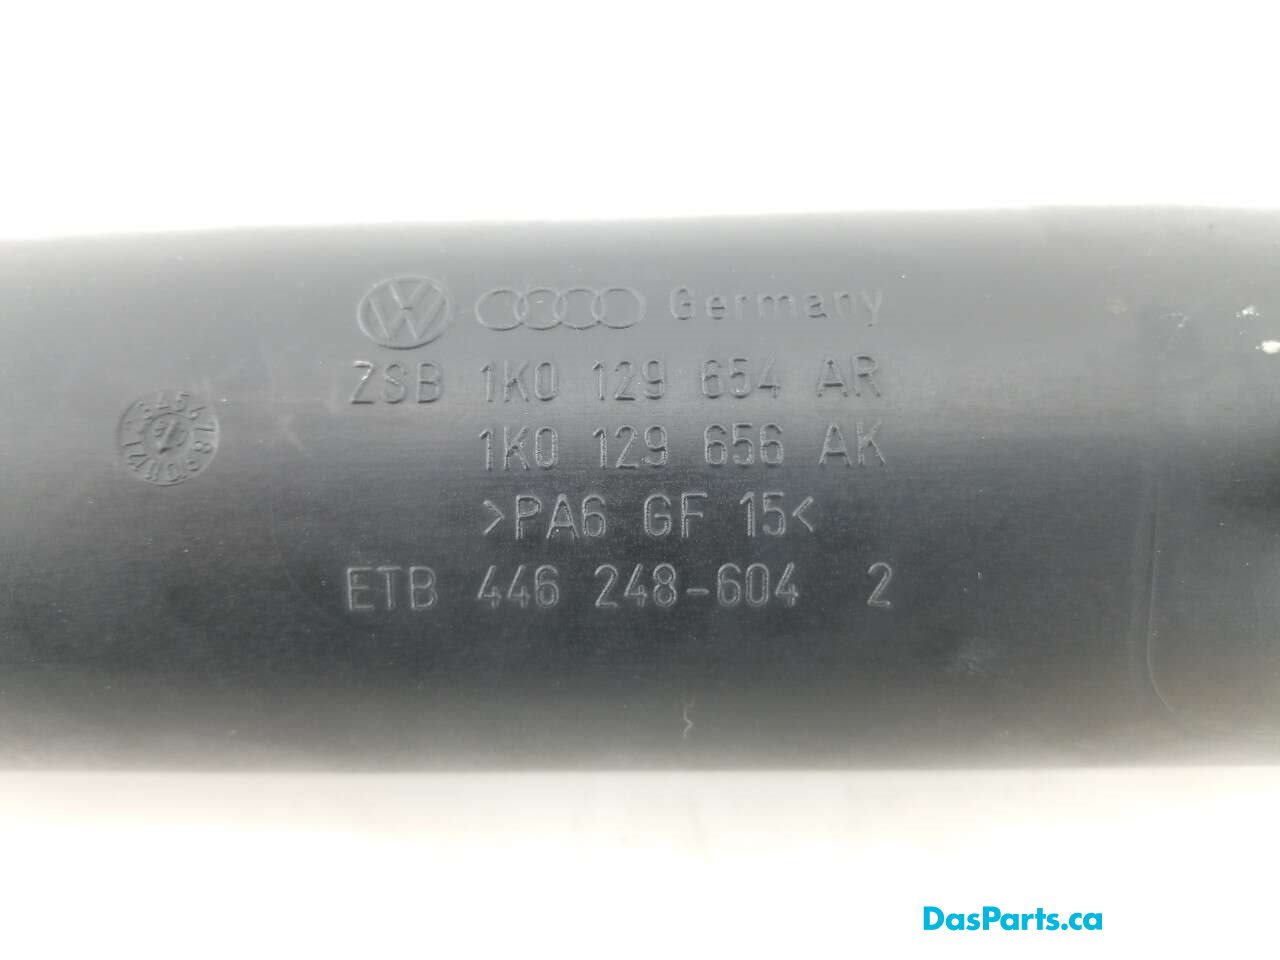 Germany
ZSB 1K0 129 654 AR
1K0 129 656 AK
>PA6 GF 15<
ETB 446 248-604 2
DasParts.ca